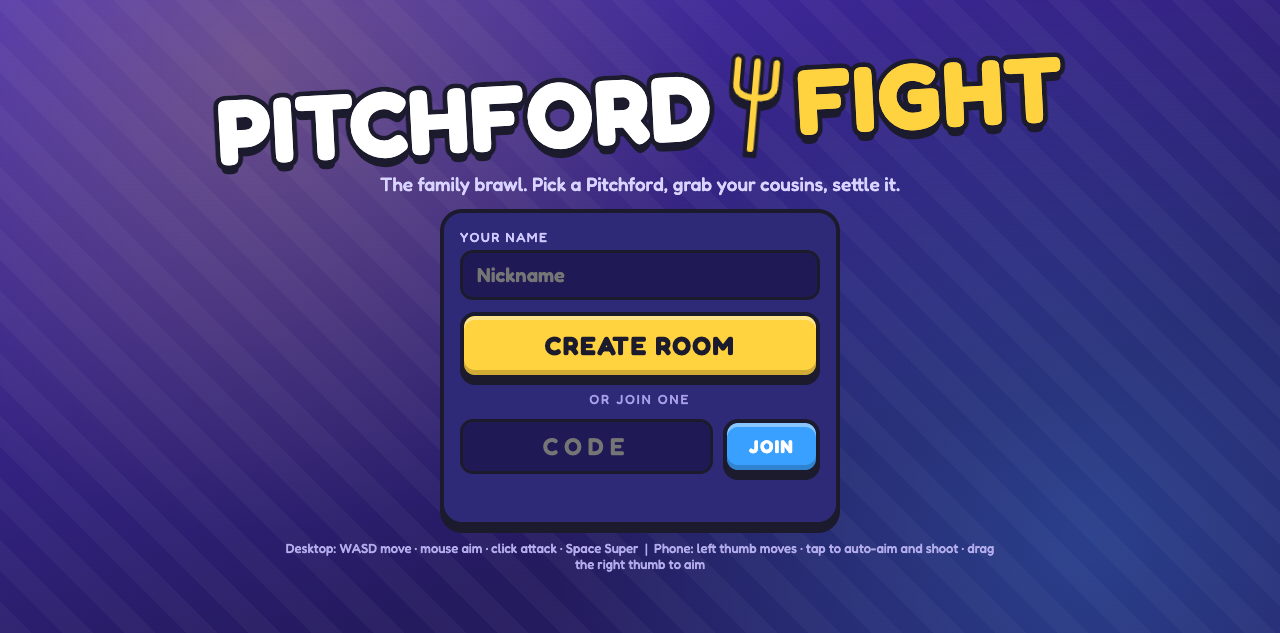 PITCHFORD FIGHT
The family brawl. Pick a Pitchford, grab your cousins, settle it.
YOUR NAME
Nickname
CREATE ROOM
OR JOIN ONE
CODE
JOIN
Desktop: WASD move · mouse aim · click attack · Space Super | Phone: left thumb moves · tap to auto-aim and shoot · drag
the right thumb to aim